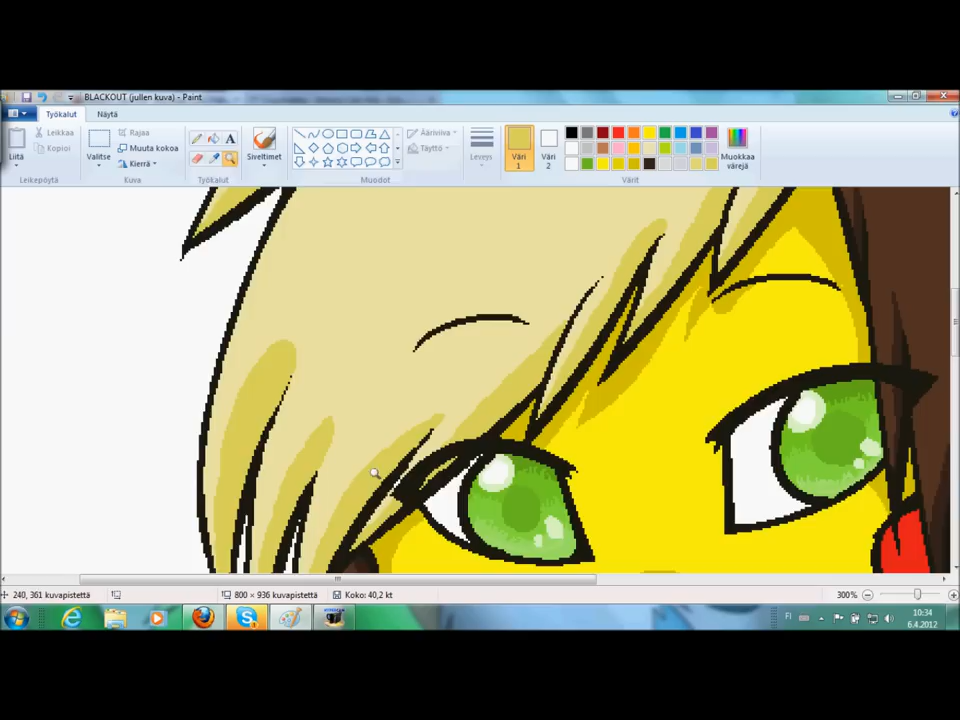 BLACKOUT (jullen kuva) - Paint
Työkalut Näytä
Liitä
Leikkaa
Kopioi
Leikepöytä
Valitse
Rajaa
Muuta kokoa
Kierrä
Kuva
A
Työkalut
Siveltimet
Ääriviiva
Täyttö
Muodot
Leveys
Väri 1
Väri 2
Värit
Muokkaa värejä
240, 361 kuvapistettä
800 × 936 kuvapistettä
Koko: 40,2 kt
300%
FI
10:34
6.4.2012